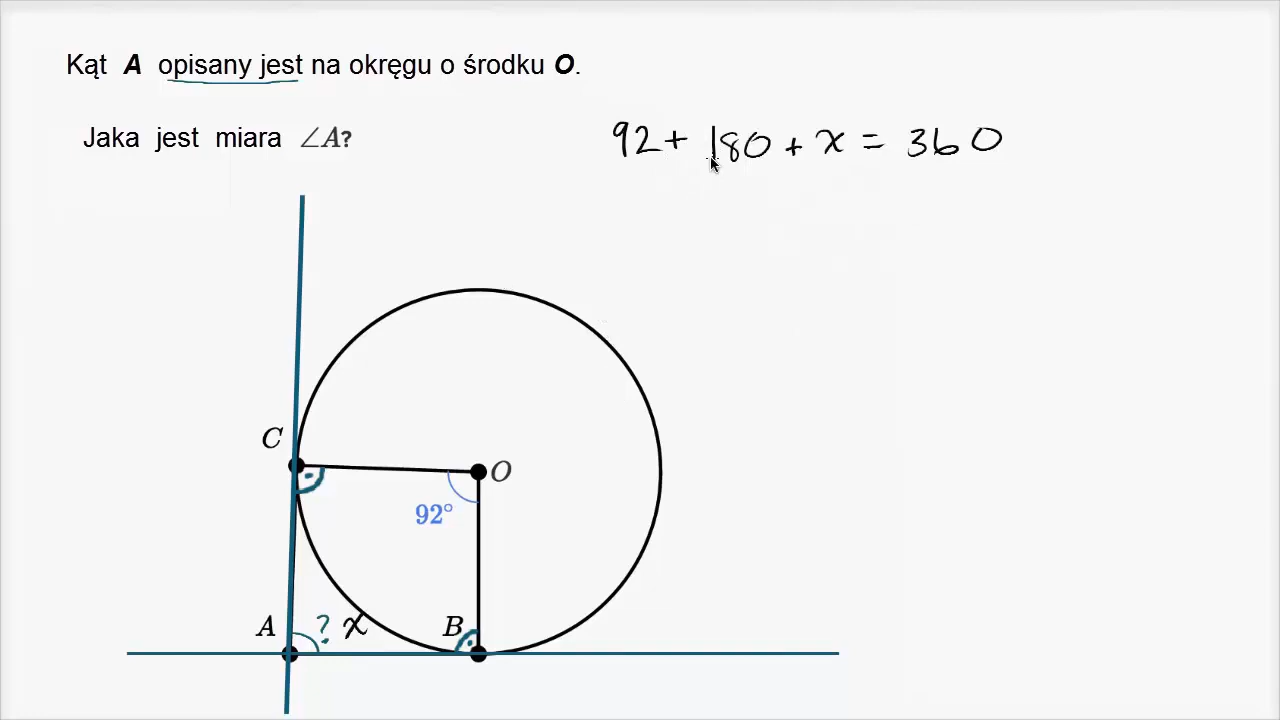 Kąt A opisany jest na okręgu o środku O.
Jaka jest miara ∠A?
92 + 180 + x = 360
C
O
92°
A ? x B